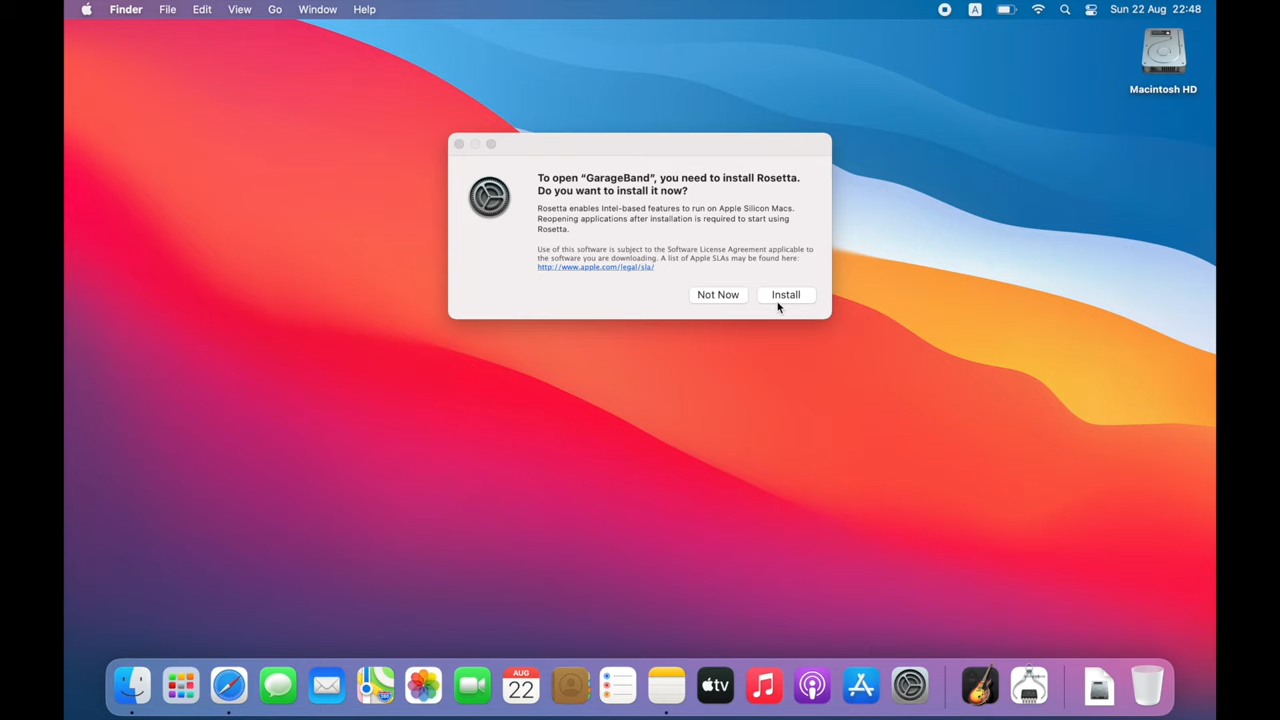 Finder File Edit View Go Window Help A Sun 22 Aug 22:48
Macintosh HD
To open “GarageBand”, you need to install Rosetta.
Do you want to install it now?
Rosetta enables Intel-based features to run on Apple Silicon Macs.
Reopening applications after installation is required to start using
Rosetta.
Use of this software is subject to the Software License Agreement applicable to
the software you are downloading. A list of Apple SLAs may be found here:
http://www.apple.com/legal/sla/
Not Now Install
AUG
22
tv